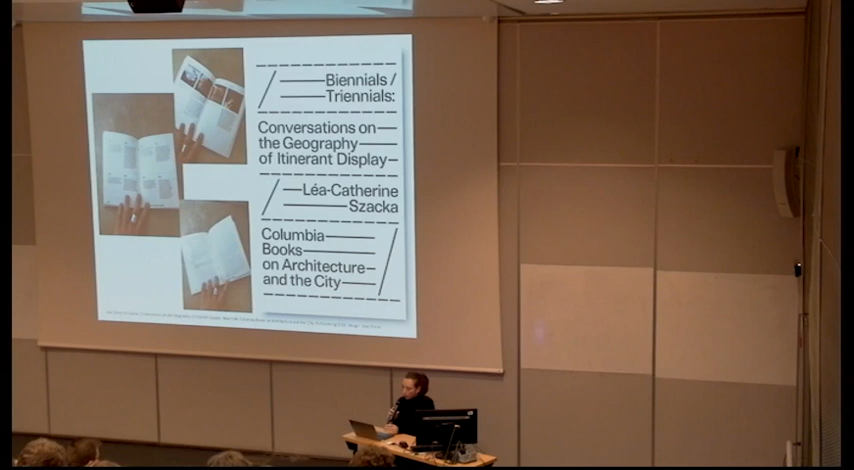 Biennials /
Triennials:
Conversations on
the Geography
of Itinerant Display
Léa-Catherine
Szacka
Columbia
Books
on Architecture
and the City